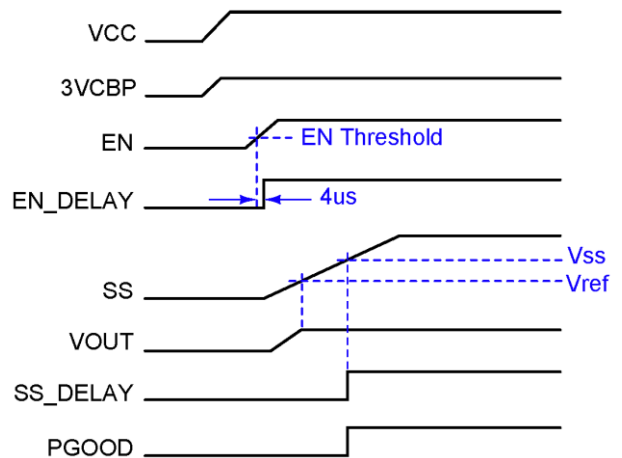 VCC
3VCBP
EN
EN Threshold
EN_DELAY
4us
SS
Vss
Vref
VOUT
SS_DELAY
PGOOD